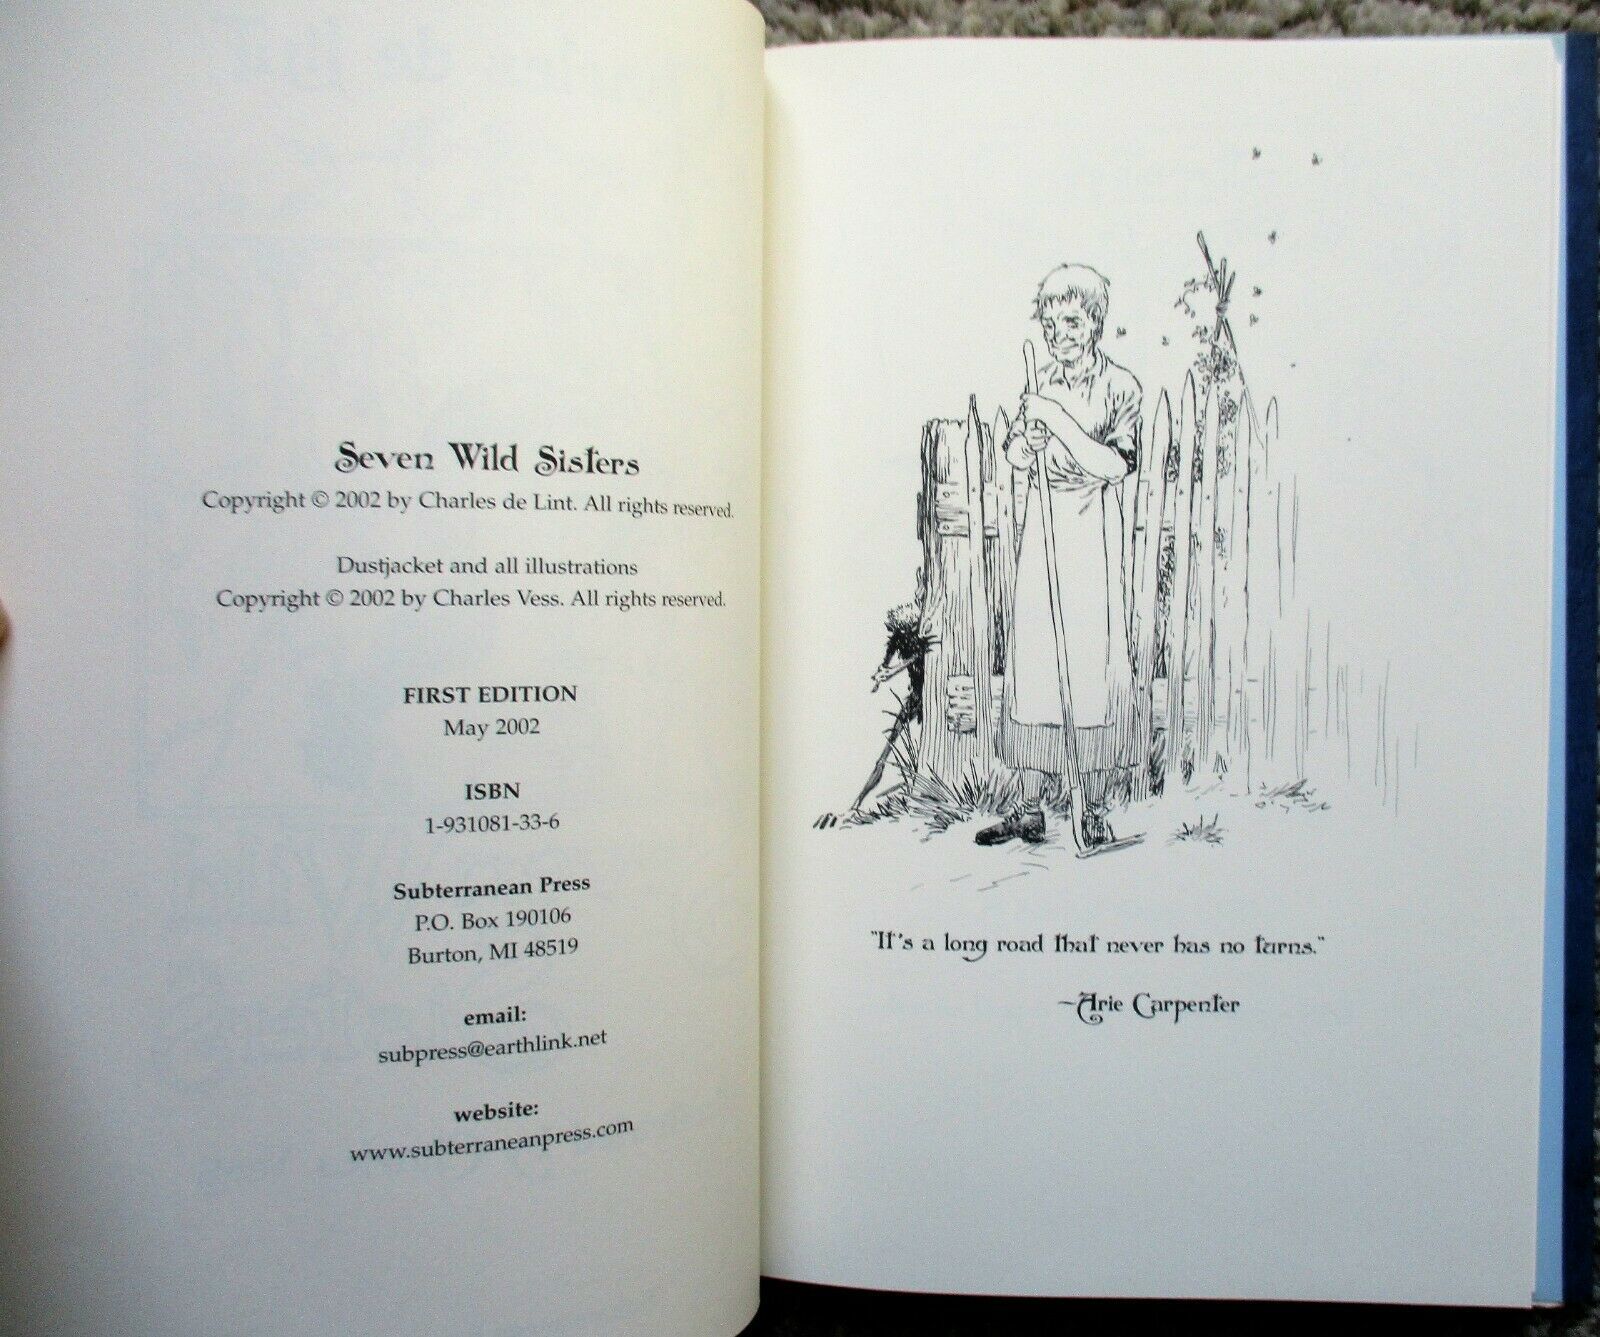 Seven Wild Sisters
Copyright © 2002 by Charles de Lint. All rights reserved.
Dustjacket and all illustrations
Copyright © 2002 by Charles Vess. All rights reserved.
FIRST EDITION
May 2002
ISBN
1-931081-33-6
Subterranean Press
P.O. Box 190106
Burton, MI 48519
email:
subpress@earthlink.net
website:
www.subterraneanpress.com
"It's a long road that never has no turns."
—Arie Carpenter